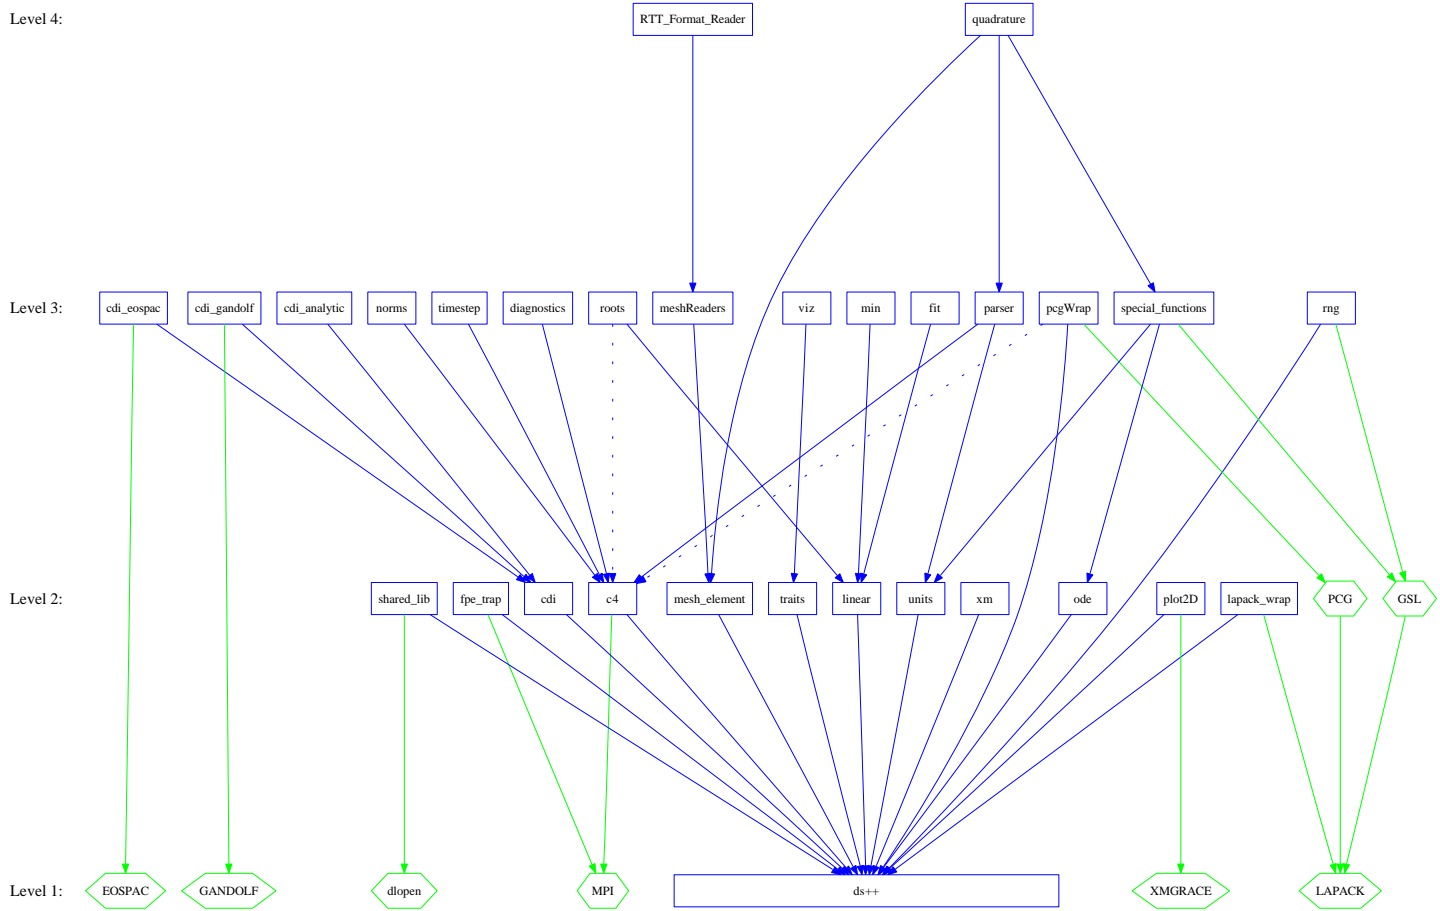 Level 4:
RTT_Format_Reader
quadrature
Level 3:
cdi_eospac
cdi_gandolf
cdi_analytic
norms
timestep
diagnostics
roots
meshReaders
viz
min
fit
parser
pcgWrap
special_functions
rng
Level 2:
shared_lib
fpe_trap
cdi
c4
mesh_element
traits
linear
units
xm
ode
plot2D
lapack_wrap
PCG
GSL
Level 1:
EOSPAC
GANDOLF
dlopen
MPI
ds++
XMGRACE
LAPACK